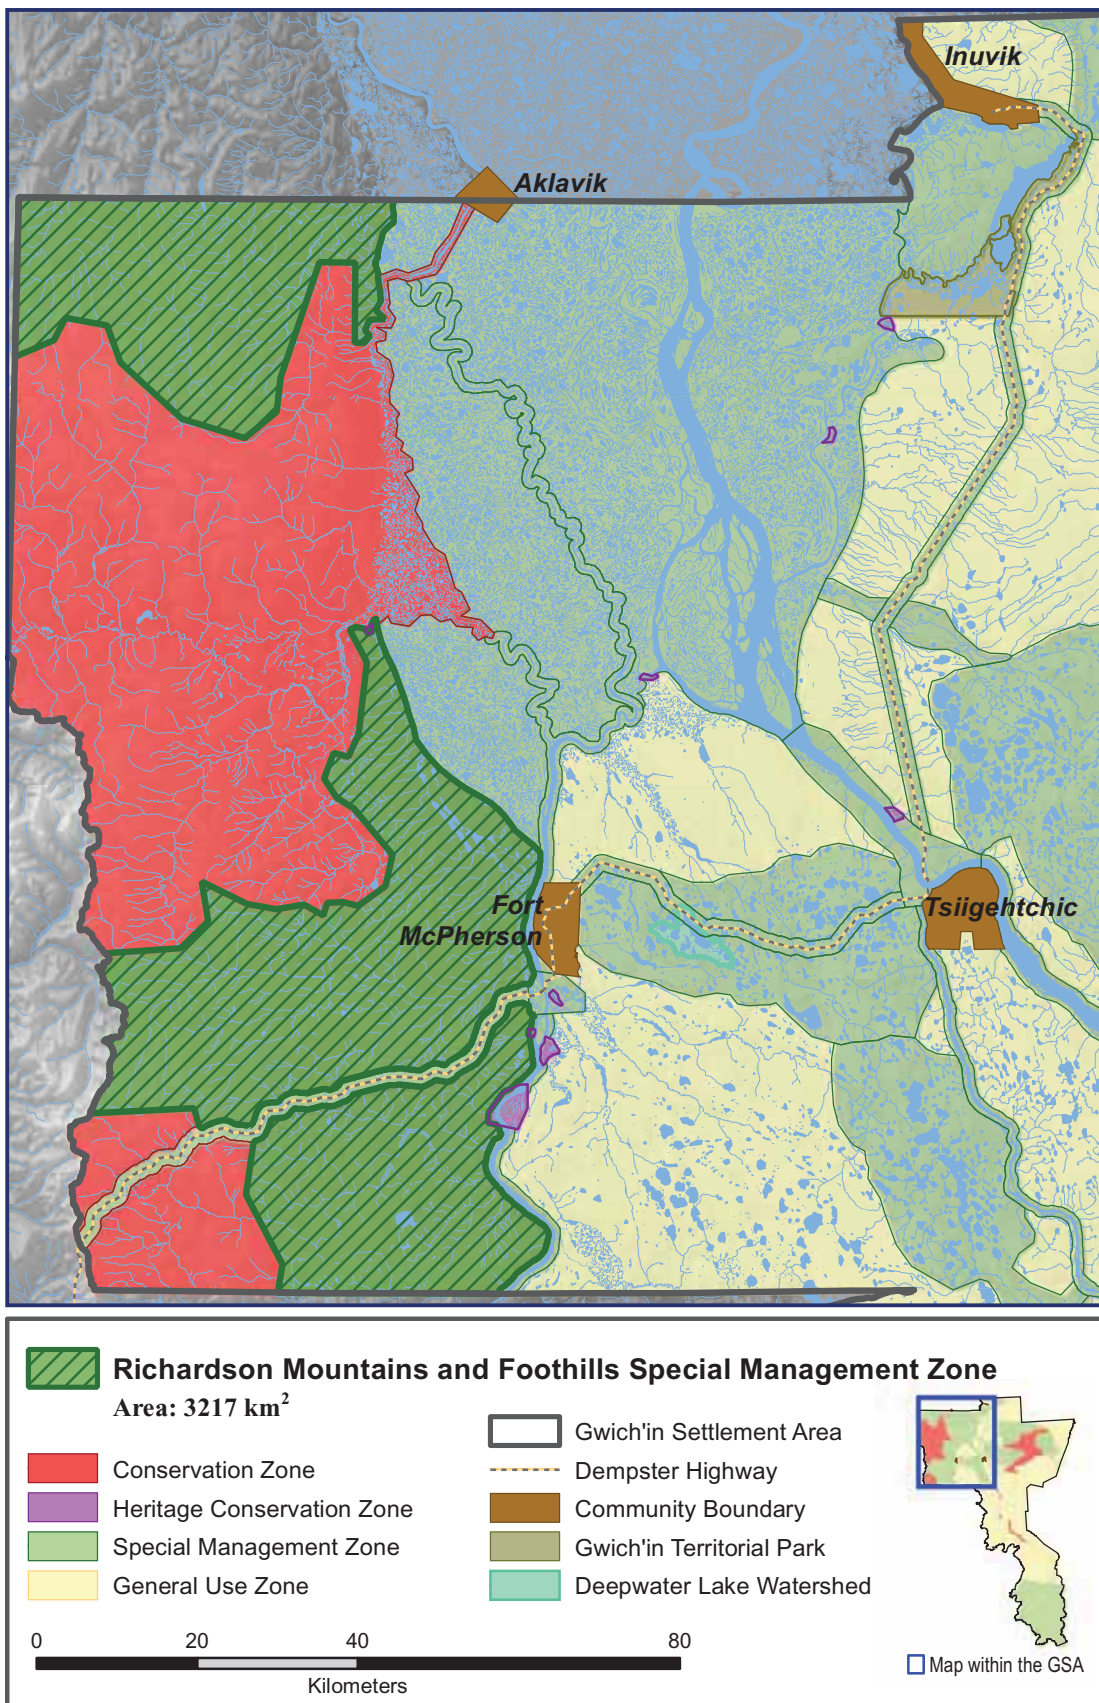 Inuvik
Aklavik
Fort
McPherson
Tsiigehtchic
Richardson Mountains and Foothills Special Management Zone
Area: 3217 km²
Conservation Zone
Heritage Conservation Zone
Special Management Zone
General Use Zone
Gwich'in Settlement Area
Dempster Highway
Community Boundary
Gwich'in Territorial Park
Deepwater Lake Watershed
0 20 40 80
Kilometers
Map within the GSA